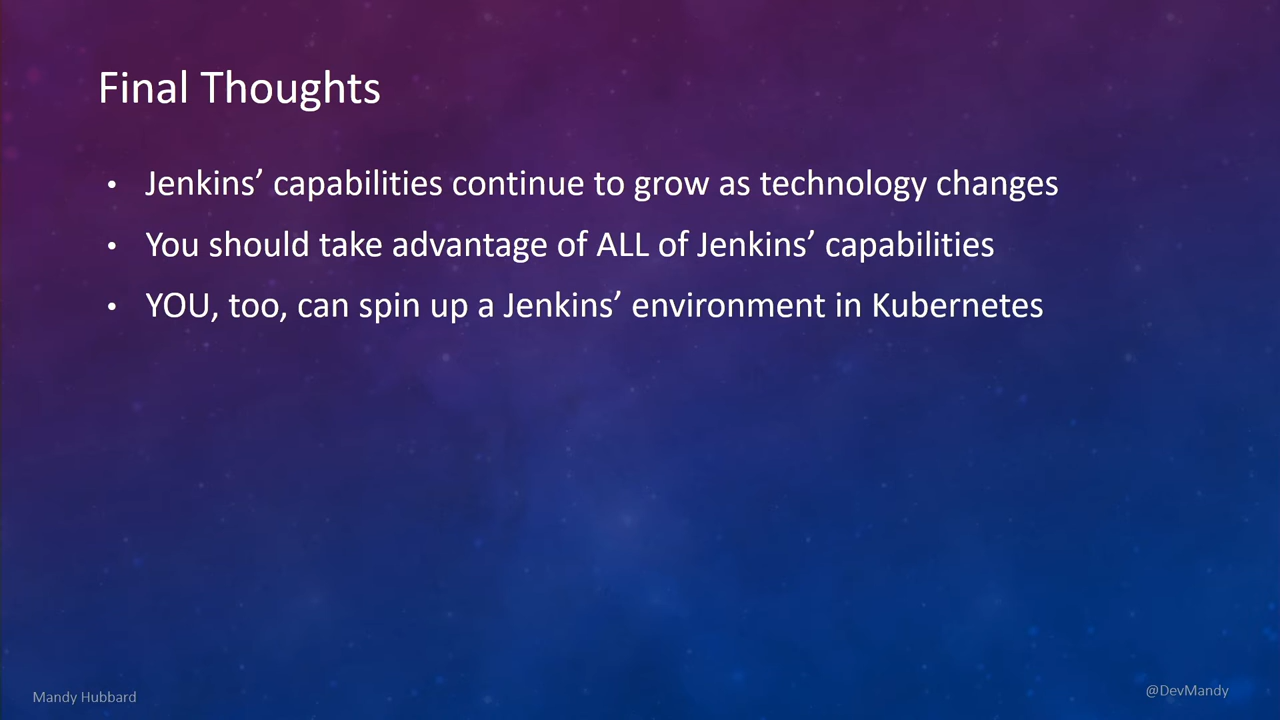 Final Thoughts
• Jenkins’ capabilities continue to grow as technology changes
• You should take advantage of ALL of Jenkins’ capabilities
• YOU, too, can spin up a Jenkins’ environment in Kubernetes
Mandy Hubbard
@DevMandy